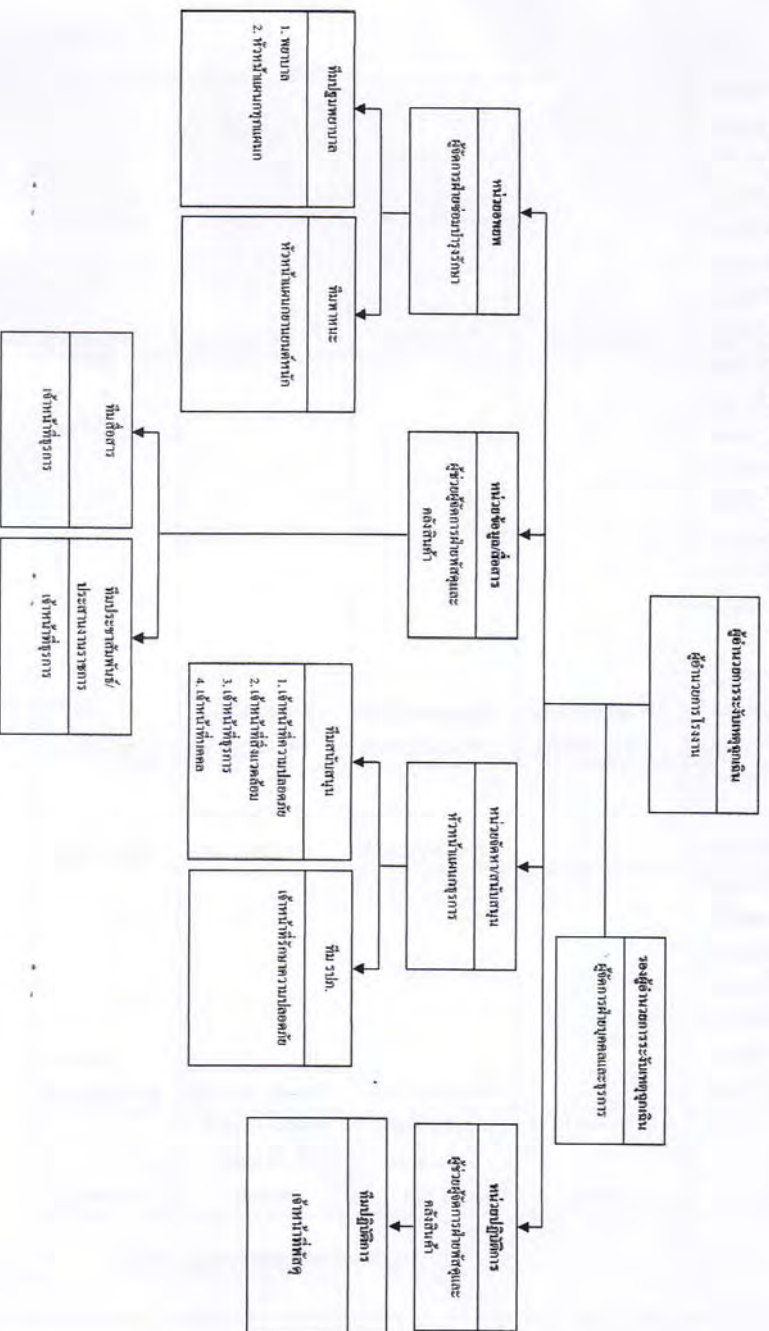 ผู้อำนวยการระงับเหตุฉุกเฉิน
ผู้อำนวยการโรงงาน
รองผู้อำนวยการระงับเหตุฉุกเฉิน
ผู้จัดการฝ่ายบุคคลและธุรการ
หน่วยอพยพ
ผู้จัดการฝ่ายซ่อมบำรุงรักษา
หน่วยข้อมูล/สื่อสาร
ผู้ช่วยผู้จัดการฝ่ายพัสดุและ
คลังสินค้า
หน่วยจัดหา/สนับสนุน
หัวหน้าแผนกธุรการ
หน่วยปฏิบัติการ
ผู้ช่วยผู้จัดการฝ่ายพัสดุและ
คลังสินค้า
ทีมปฐมพยาบาล
1. พยาบาล
2. หัวหน้าแผนกทุกแผนก
ทีมพาหนะ
หัวหน้าแผนกยานยนต์หนัก
ทีมสื่อสาร
เจ้าหน้าที่ธุรการ
ทีมประชาสัมพันธ์/
ประสานงานราชการ
เจ้าหน้าที่ธุรการ
ทีมสนับสนุน
1. เจ้าหน้าที่ความปลอดภัย
2. เจ้าหน้าที่สิ่งแวดล้อม
3. เจ้าหน้าที่ธุรการ
4. เจ้าหน้าที่บุคคล
ทีม รปภ.
เจ้าหน้าที่รักษาความปลอดภัย
ทีมปฏิบัติการ
เจ้าหน้าที่พัสดุ